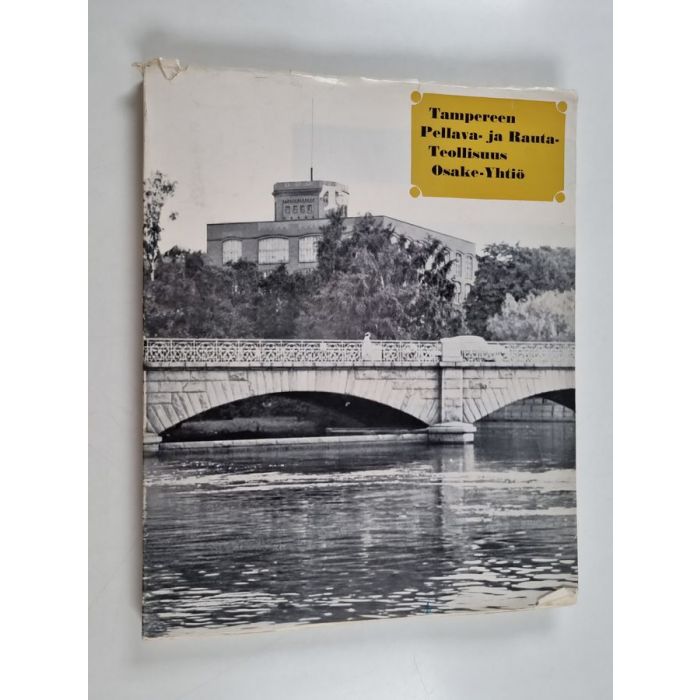 Tampereen
Pellava- ja Rauta-
Teollisuus
Osake-Yhtiö